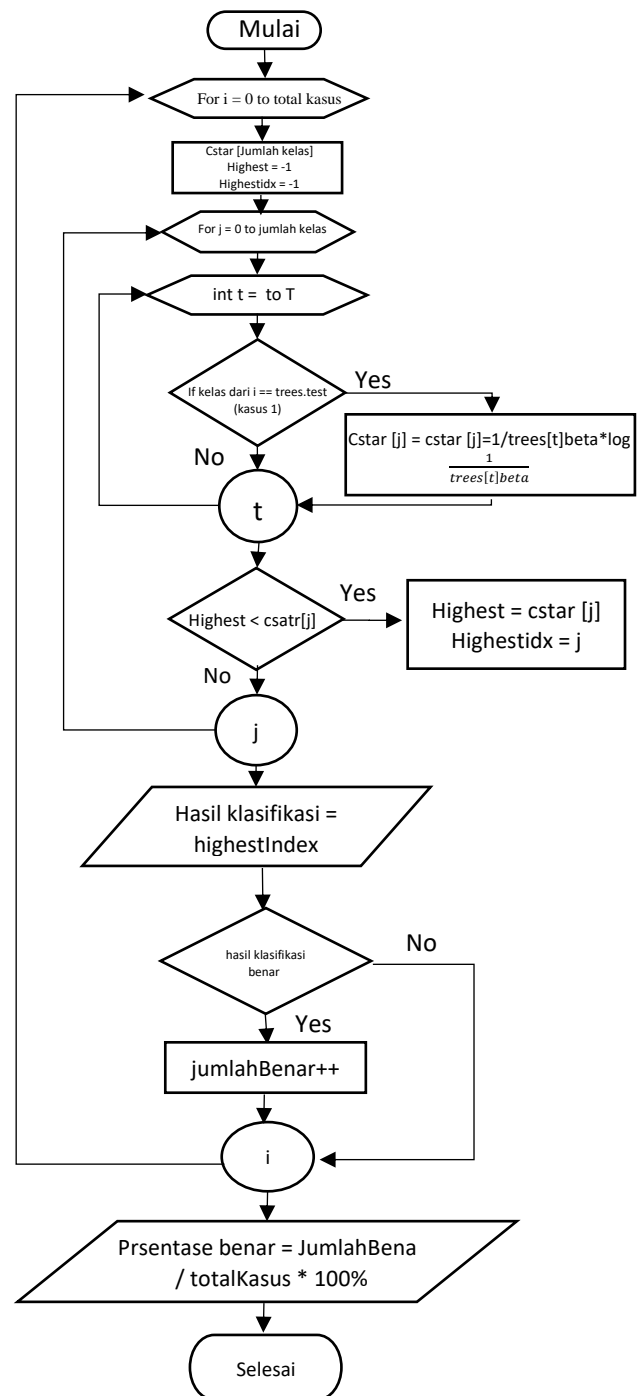 Mulai
For i = 0 to total kasus
Cstar [Jumlah kelas]
Highest = -1
Highestidx = -1
For j = 0 to jumlah kelas
int t =  to T
If kelas dari i == trees.test
(kasus 1)
Yes
Cstar [j] = cstar [j]=1/trees[t]beta*log
1
trees[t]beta
No
t
Highest < csatr[j]
Yes
Highest = cstar [j]
Highestidx = j
No
j
Hasil klasifikasi =
highestIndex
hasil klasifikasi
benar
No
Yes
jumlahBenar++
i
Prsentase benar = JumlahBena
/ totalKasus * 100%
Selesai